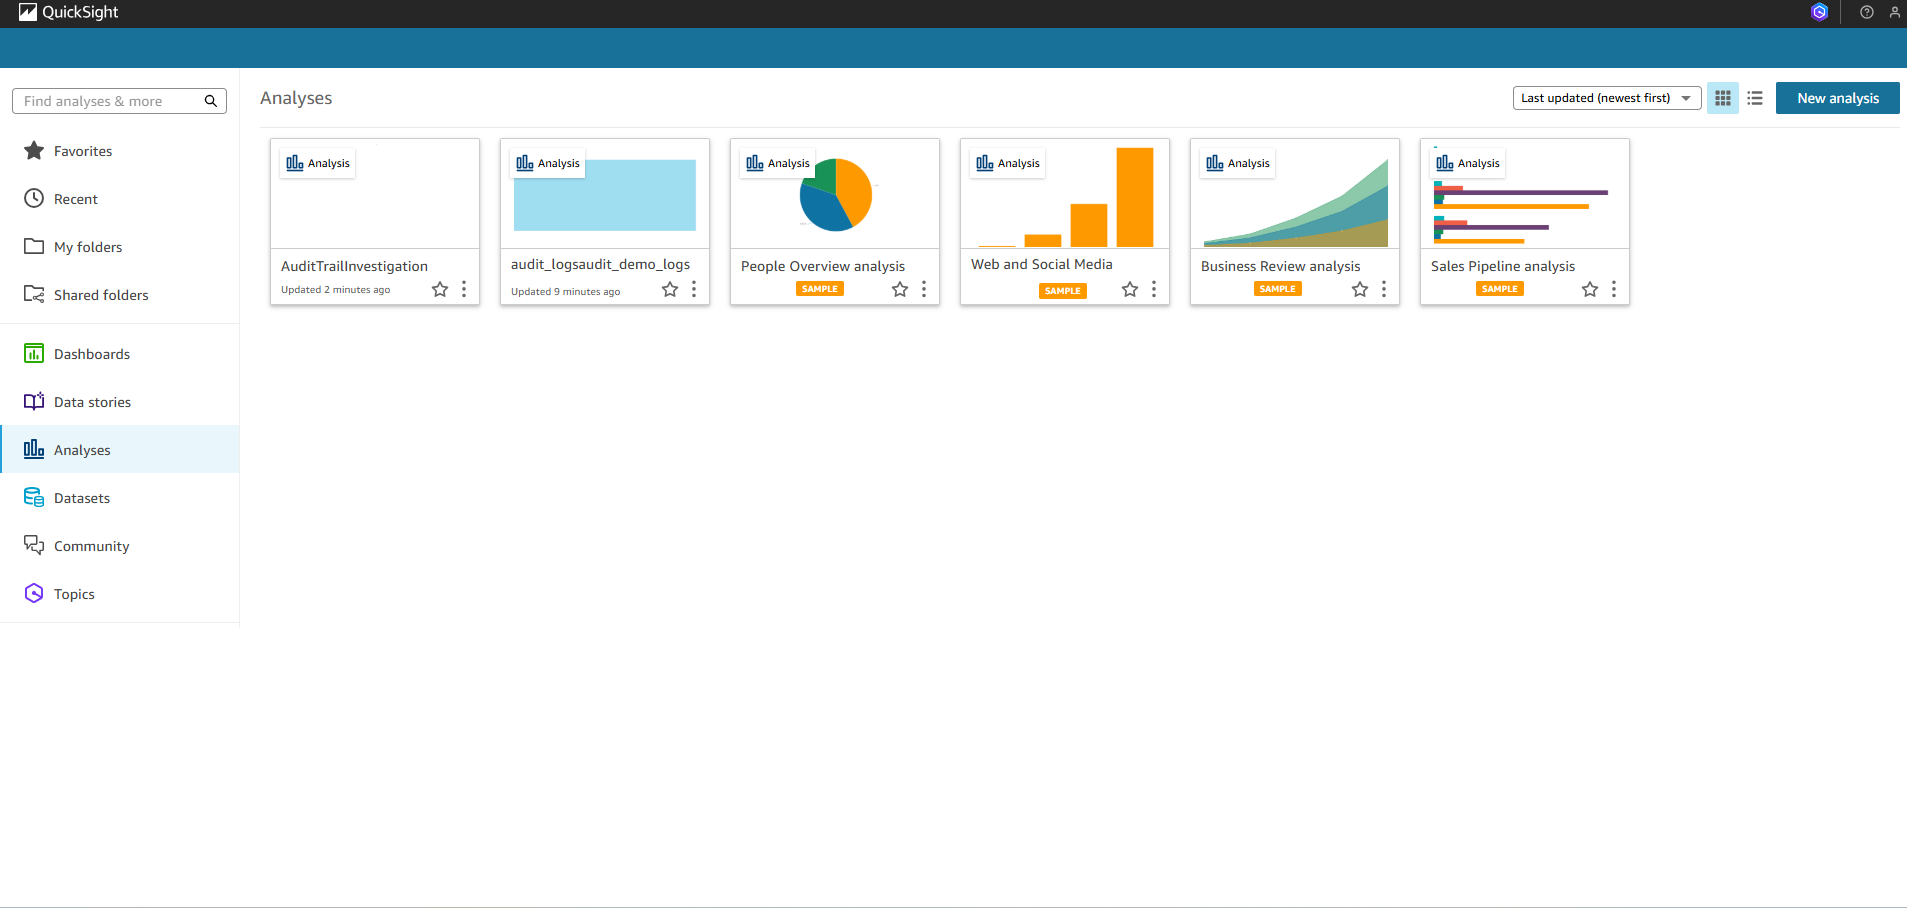 QuickSight
Find analyses & more
Favorites
Recent
My folders
Shared folders
Dashboards
Data stories
Analyses
Datasets
Community
Topics
Analyses
Last updated (newest first)
New analysis
Analysis
AuditTrailInvestigation
Updated 2 minutes ago
Analysis
audit_logsaudit_demo_logs
Updated 9 minutes ago
Analysis
People Overview analysis
SAMPLE
Analysis
Web and Social Media
SAMPLE
Analysis
Business Review analysis
SAMPLE
Analysis
Sales Pipeline analysis
SAMPLE